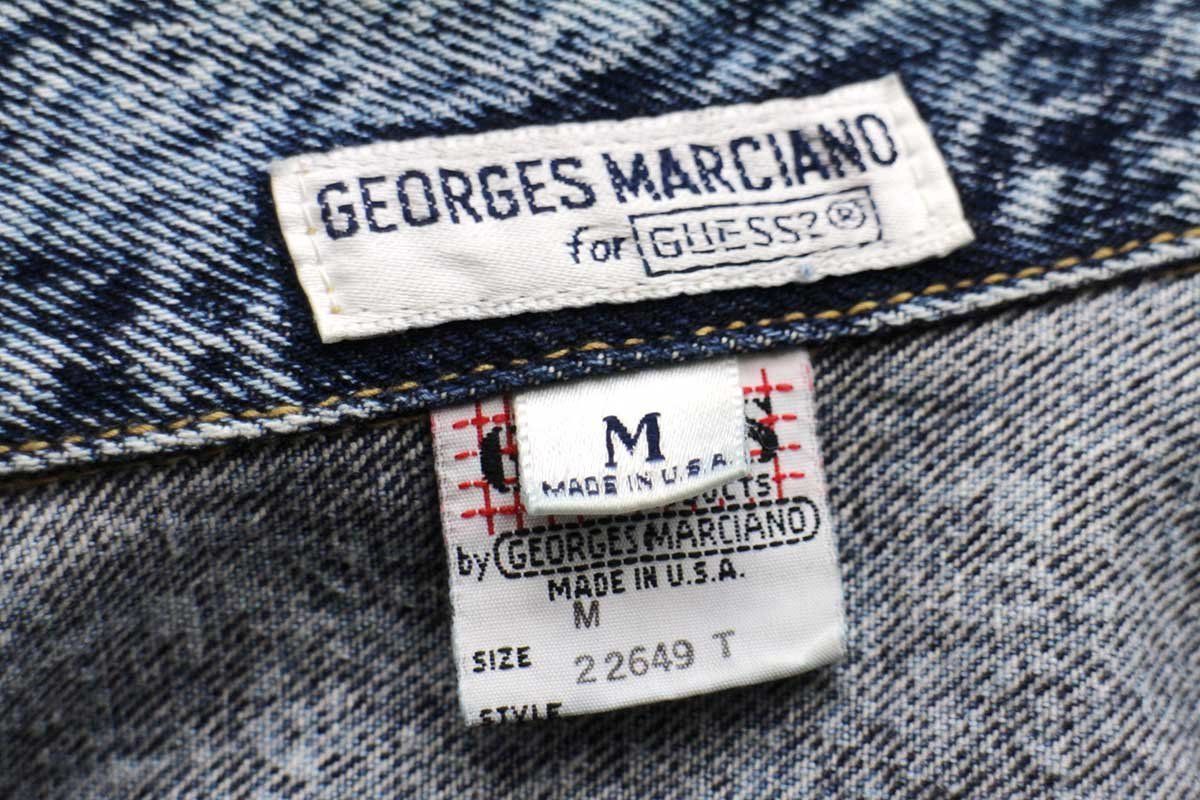 GEORGES MARCIANO
for GUESS?®
M
MADE IN U.S.A.
by GEORGES MARCIANO
MADE IN U.S.A.
M
SIZE
22649 T
STYLE